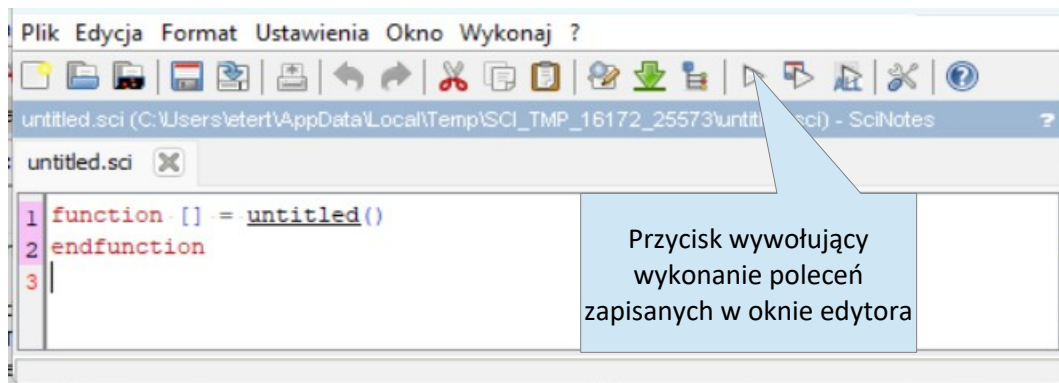 Plik Edycja Format Ustawienia Okno Wykonaj ?
untitled.sci (C:\Users\etert\AppData\Local\Temp\SCI_TMP_16172_25573\untitled.sci) - SciNotes ?
untitled.sci
1 function [] = untitled()
2 endfunction
3
Przycisk wywołujący
wykonanie poleceń
zapisanych w oknie edytora